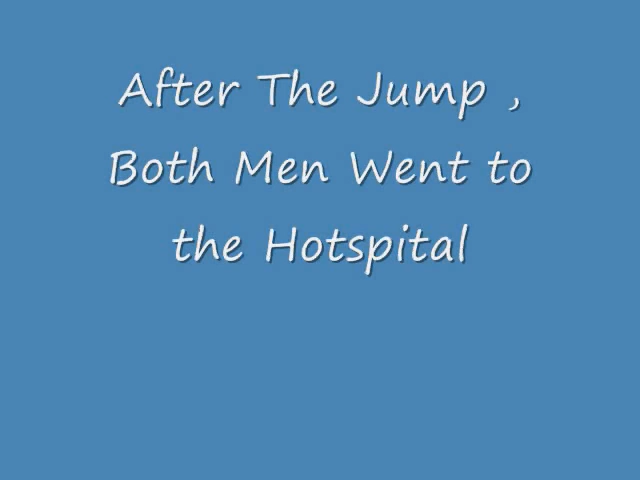 After The Jump ,
Both Men Went to
the Hotspital